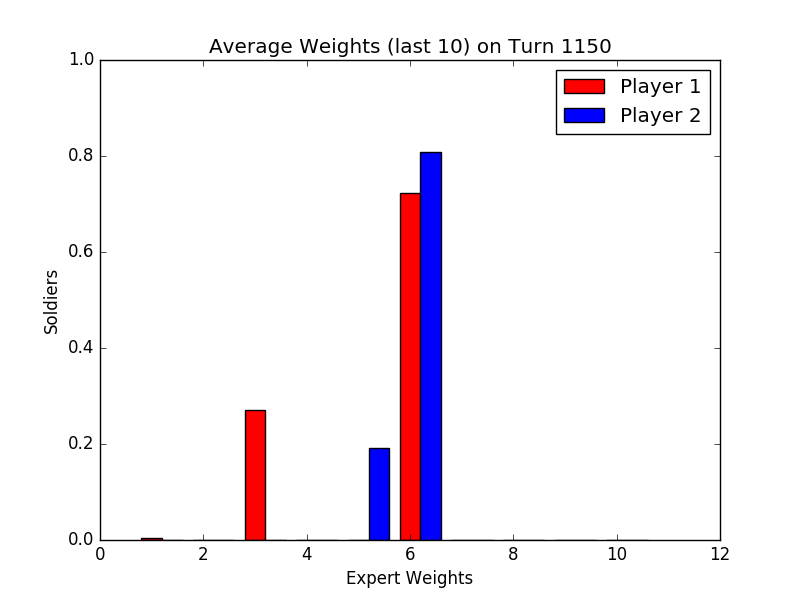 Average Weights (last 10) on Turn 1150
1.0
0.8
0.6
0.4
0.2
0.0
Soldiers
Player 1
Player 2
0 2 4 6 8 10 12
Expert Weights